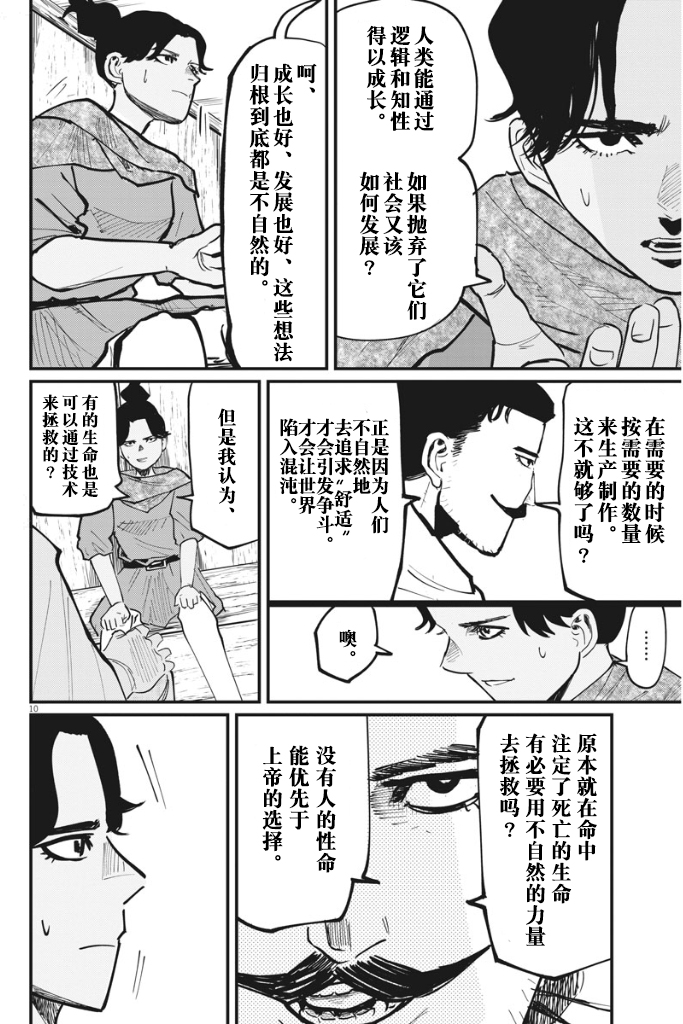 人类能通过
逻辑和知性
得以成长。
如果抛弃了它们
社会又该
如何发展？
呵、
成长也好、发展也好、这些想法
归根到底都是不自然的。
在需要的时候
按需要的数量
来生产制作。
这不就够了吗？
正是因为人们
不自然地
去追求“舒适”
才会引发争斗。
才会让世界
陷入混沌。
……
噢。
但是我认为、
有的生命也是
可以通过技术
来拯救的？
10
原本就在命中
注定了死亡的生命
有必要用不自然的力量
去拯救吗？
没有人的性命
能优先于
上帝的选择。